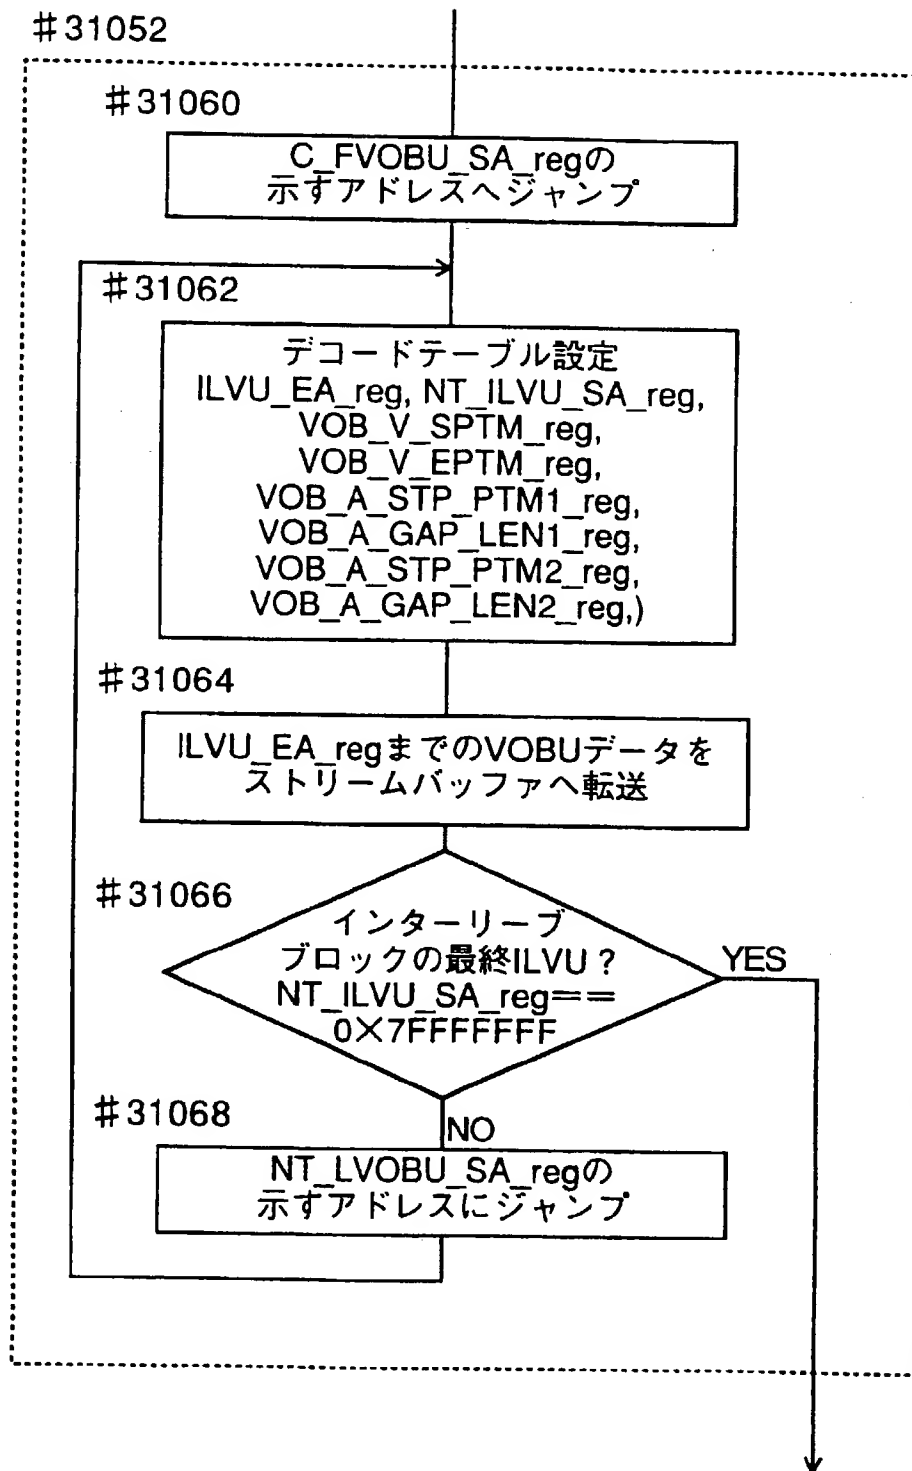 #31052
#31060
C_FVOBU_SA_regの
示すアドレスへジャンプ
#31062
デコードテーブル設定
ILVU_EA_reg, NT_ILVU_SA_reg,
VOB_V_SPTM_reg,
VOB_V_EPTM_reg,
VOB_A_STP_PTM1_reg,
VOB_A_GAP_LEN1_reg,
VOB_A_STP_PTM2_reg,
VOB_A_GAP_LEN2_reg,)
#31064
ILVU_EA_regまでのVOBUデータを
ストリームバッファへ転送
#31066
インターリーブ
ブロックの最終ILVU?
NT_ILVU_SA_reg==
0×7FFFFFFF
YES
#31068
NO
NT_LVOBU_SA_regの
示すアドレスにジャンプ